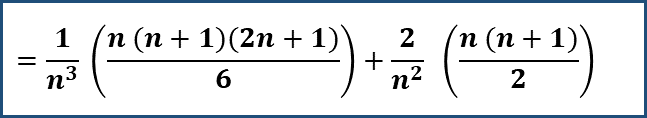 = 1/n³ (n (n + 1)(2n + 1)/6) + 2/n² (n (n + 1)/2)